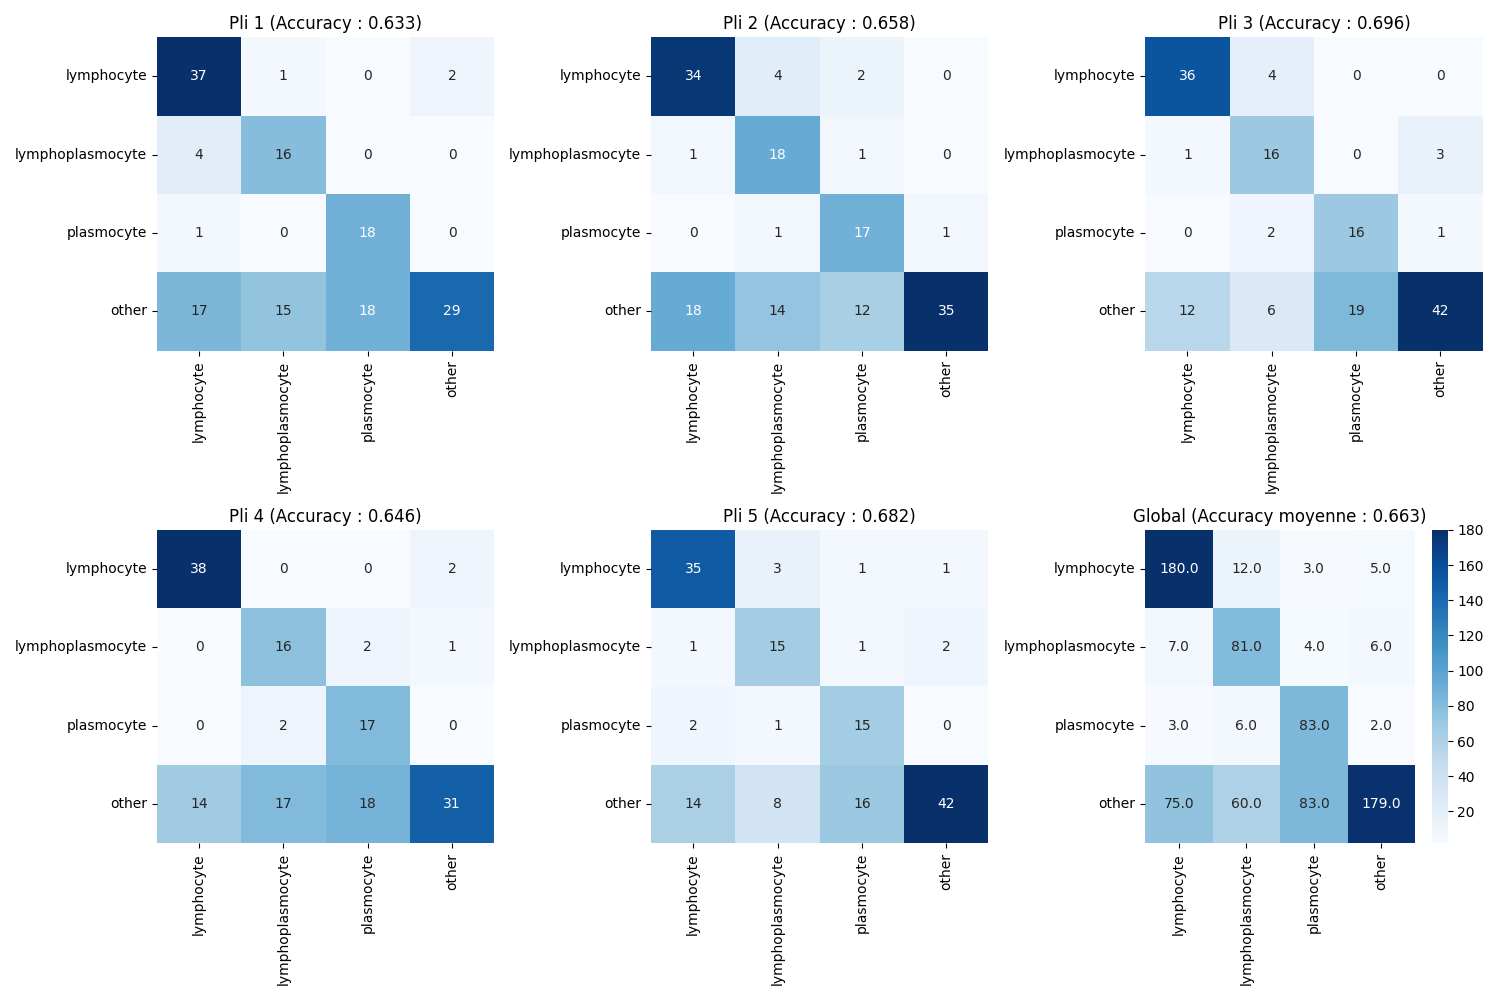 Pli 1 (Accuracy : 0.633)
lymphocyte 37 1 0 2
lymphoplasmocyte 4 16 0 0
plasmocyte 1 0 18 0
other 17 15 18 29
lymphocyte lymphoplasmocyte plasmocyte other
Pli 2 (Accuracy : 0.658)
lymphocyte 34 4 2 0
lymphoplasmocyte 1 18 1 0
plasmocyte 0 1 17 1
other 18 14 12 35
lymphocyte lymphoplasmocyte plasmocyte other
Pli 3 (Accuracy : 0.696)
lymphocyte 36 4 0 0
lymphoplasmocyte 1 16 0 3
plasmocyte 0 2 16 1
other 12 6 19 42
lymphocyte lymphoplasmocyte plasmocyte other
Pli 4 (Accuracy : 0.646)
lymphocyte 38 0 0 2
lymphoplasmocyte 0 16 2 1
plasmocyte 0 2 17 0
other 14 17 18 31
lymphocyte lymphoplasmocyte plasmocyte other
Pli 5 (Accuracy : 0.682)
lymphocyte 35 3 1 1
lymphoplasmocyte 1 15 1 2
plasmocyte 2 1 15 0
other 14 8 16 42
lymphocyte lymphoplasmocyte plasmocyte other
Global (Accuracy moyenne : 0.663)
lymphocyte 180.0 12.0 3.0 5.0
lymphoplasmocyte 7.0 81.0 4.0 6.0
plasmocyte 3.0 6.0 83.0 2.0
other 75.0 60.0 83.0 179.0
lymphocyte lymphoplasmocyte plasmocyte other
180
160
140
120
100
80
60
40
20